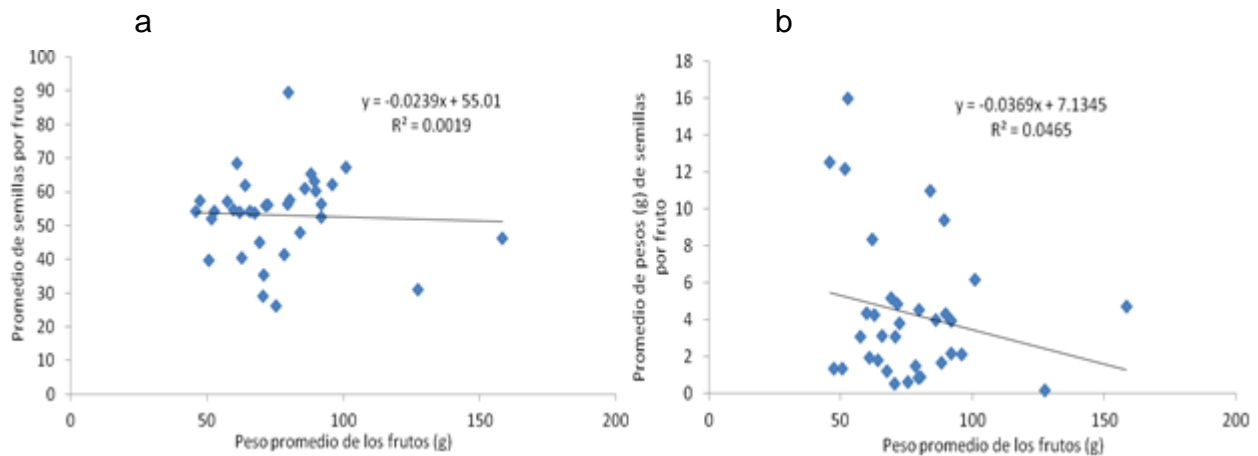 a
b
Promedio de semillas por fruto
100
90
80
70
60
50
40
30
20
10
0
y = -0.0239x + 55.01
R² = 0.0019
0
50
100
150
200
Peso promedio de los frutos (g)
Promedio de pesos (g) de semillas
por fruto
18
16
14
12
10
8
6
4
2
0
y = -0.0369x + 7.1345
R² = 0.0465
0
50
100
150
200
Peso promedio de los frutos (g)